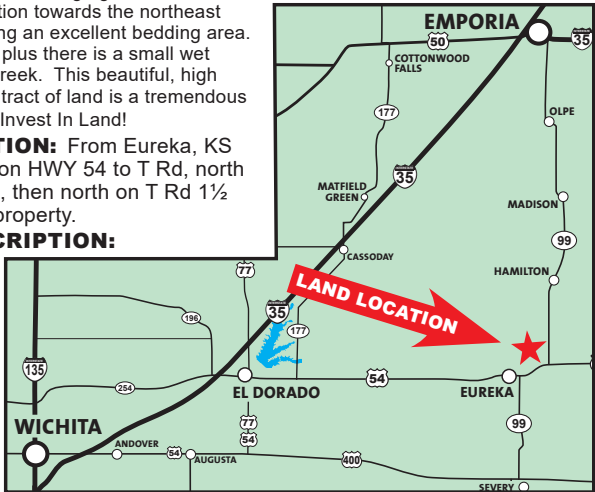 tion towards the northeast
ng an excellent bedding area.
plus there is a small wet
reek. This beautiful, high
tract of land is a tremendous
Invest In Land!
TION: From Eureka, KS
on HWY 54 to T Rd, north
, then north on T Rd 1½
property.
CRIPTION:
EMPORIA
50
35
COTTONWOOD
FALLS
177
OLPE
35
MATFIELD
GREEN
MADISON
99
CASSODAY
77
HAMILTON
LAND LOCATION
196
35
177
135
254
EL DORADO
54
EUREKA
WICHITA
77
54
99
ANDOVER
54
AUGUSTA
400
SEVERY